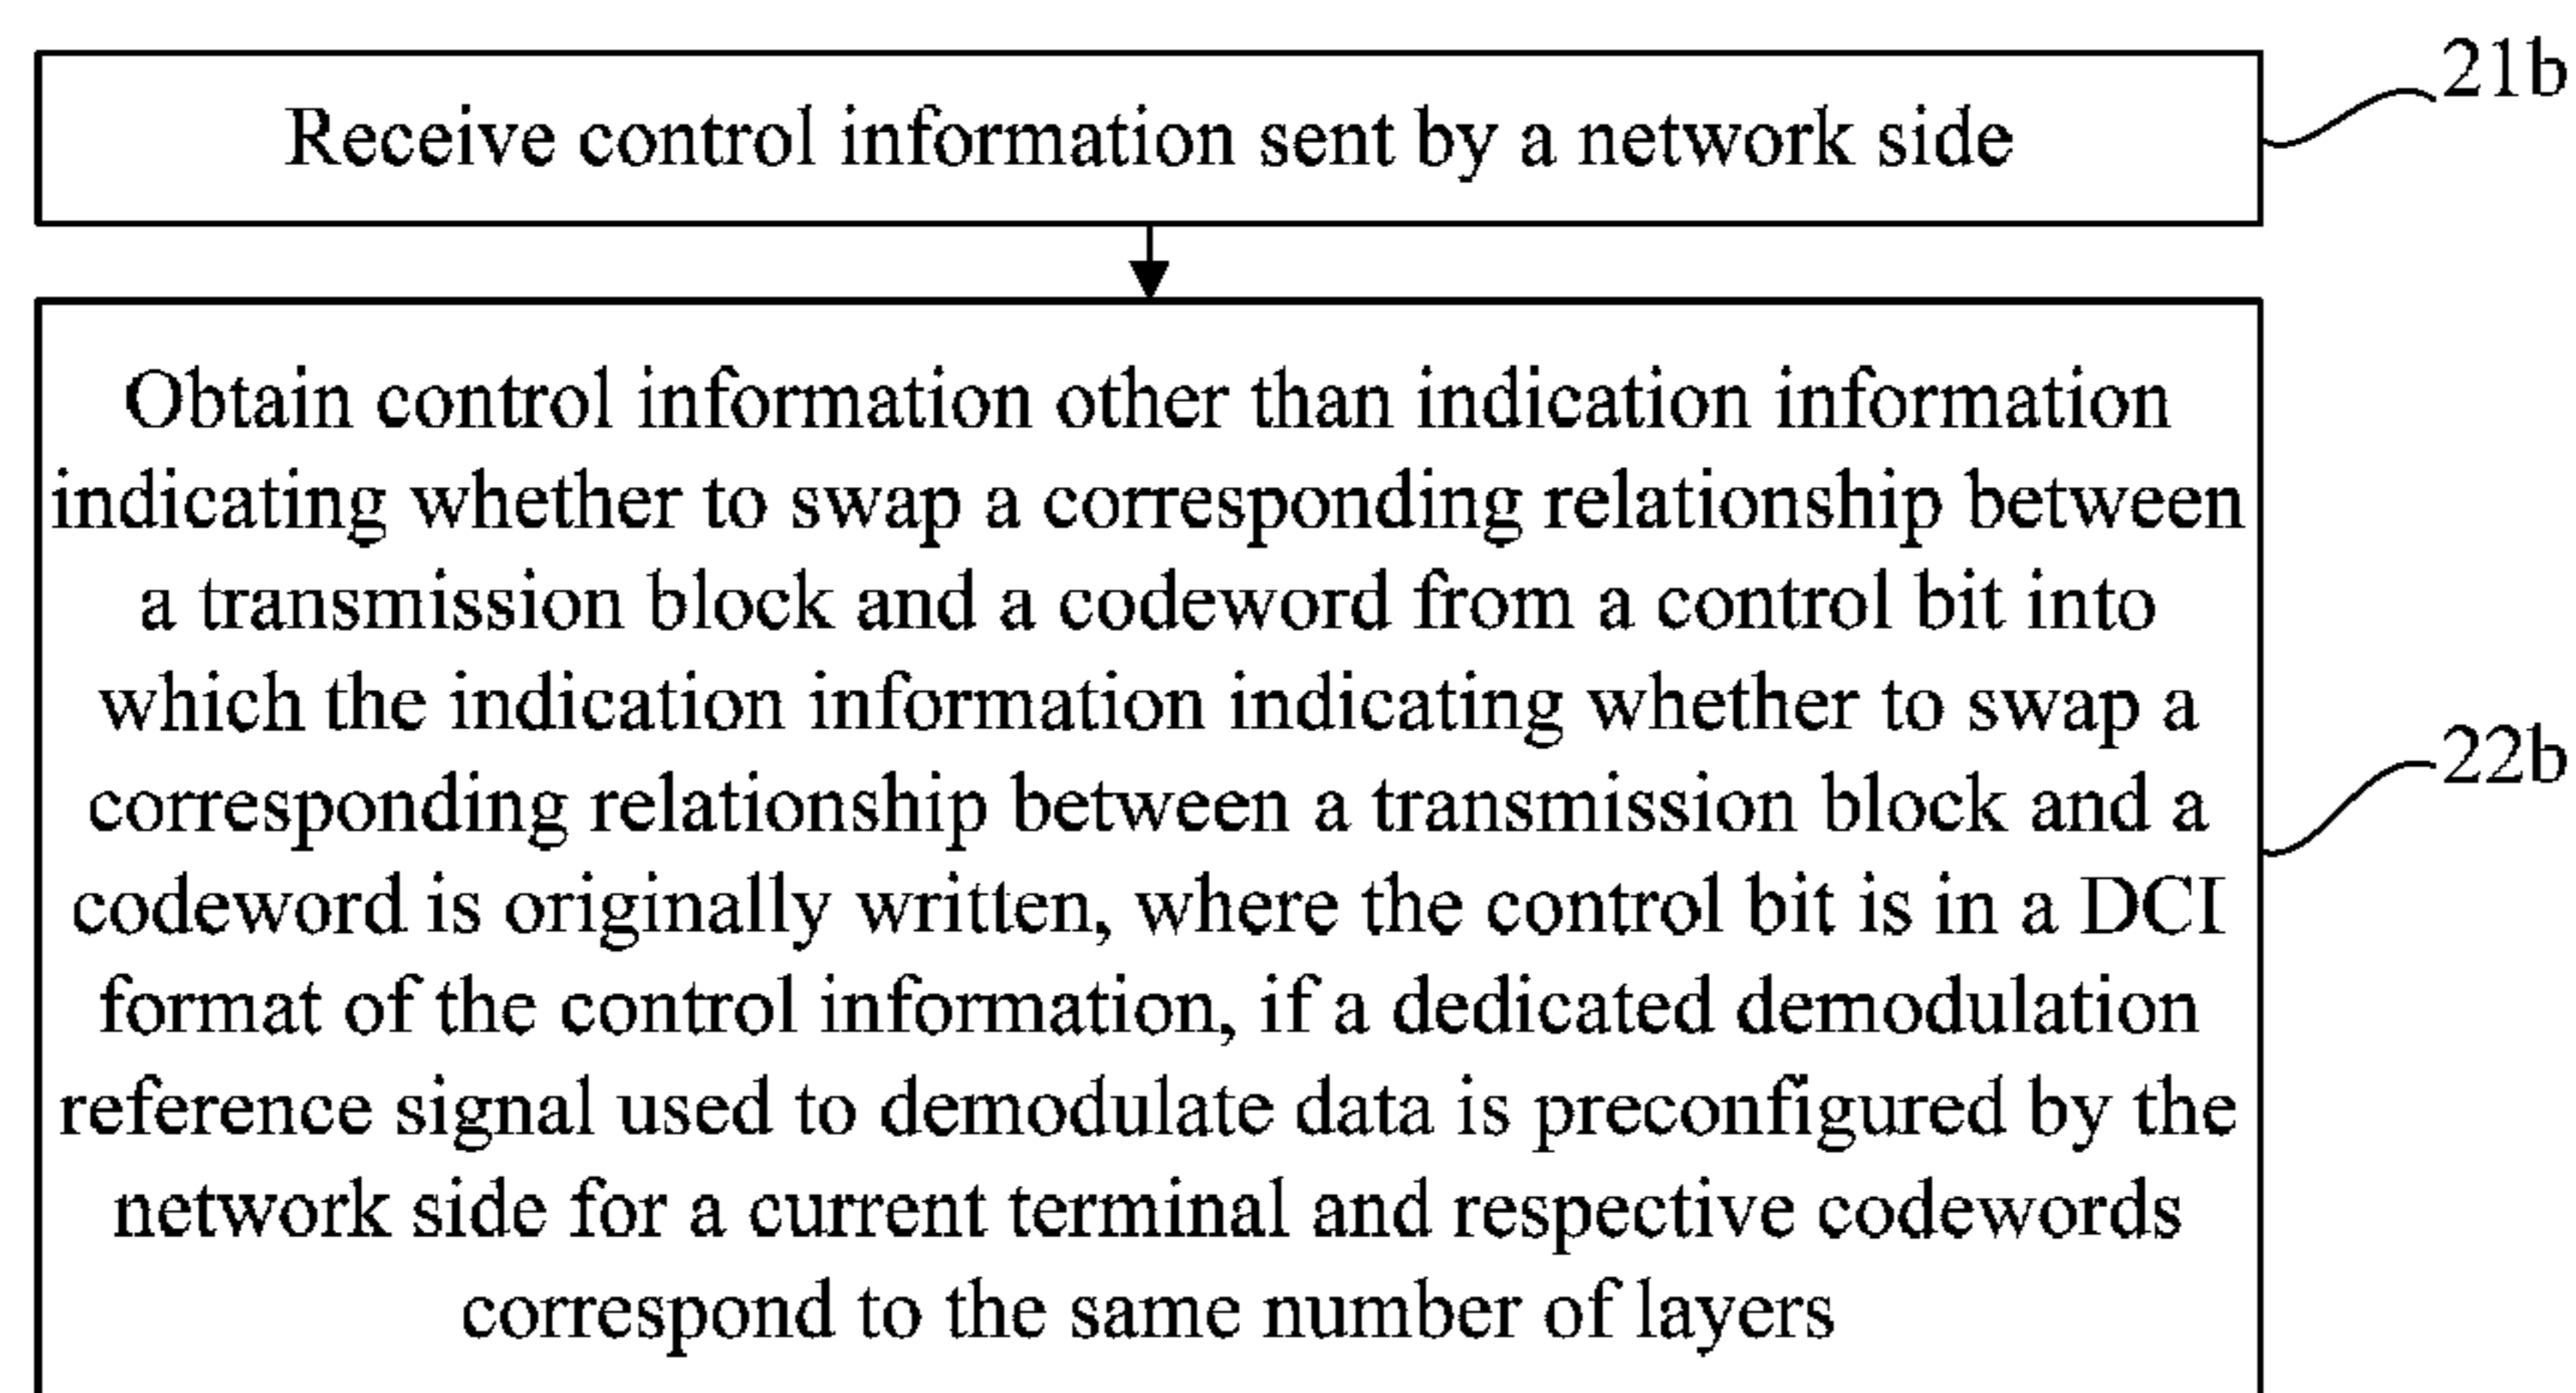 Receive control information sent by a network side
21b
Obtain control information other than indication information
indicating whether to swap a corresponding relationship between
a transmission block and a codeword from a control bit into
which the indication information indicating whether to swap a
corresponding relationship between a transmission block and a
codeword is originally written, where the control bit is in a DCI
format of the control information, if a dedicated demodulation
reference signal used to demodulate data is preconfigured by the
network side for a current terminal and respective codewords
correspond to the same number of layers
22b